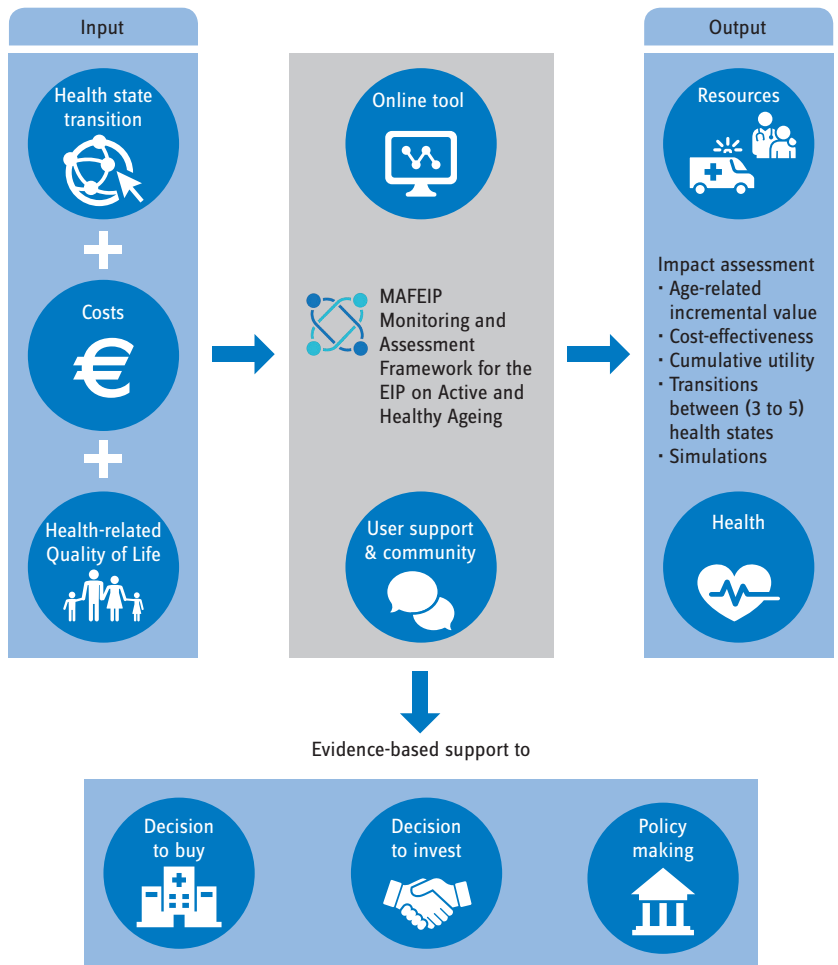 Input
Health state
transition
Costs
€
Health-related
Quality of Life
Online tool
MAFEIP
Monitoring and
Assessment
Framework for the
EIP on Active and
Healthy Ageing
User support
& community
Output
Resources
Impact assessment
· Age-related
incremental value
· Cost-effectiveness
· Cumulative utility
· Transitions
between (3 to 5)
health states
· Simulations
Health
Evidence-based support to
Decision
to buy
Decision
to invest
Policy
making